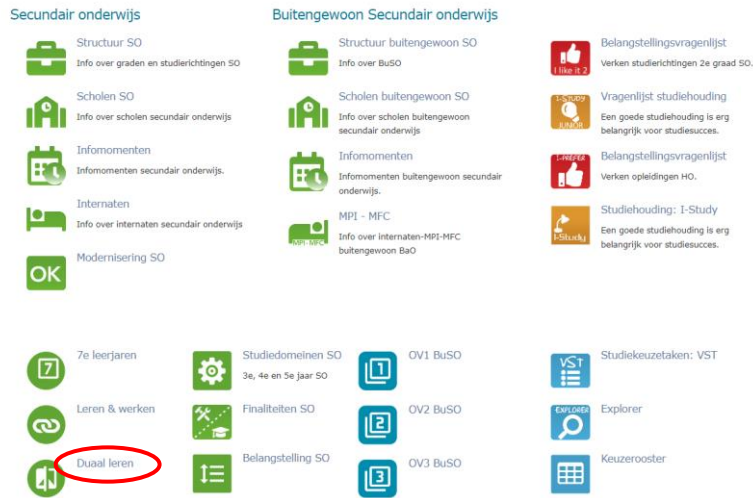 Secundair onderwijs
Structuur SO
Info over graden en studierichtingen SO
Scholen SO
Info over scholen secundair onderwijs
Infomomenten
Infomomenten secundair onderwijs.
Internaten
Info over internaten secundair onderwijs
OK
Modernisering SO
Buitengewoon Secundair onderwijs
Structuur buitengewoon SO
Info over BuSO
Scholen buitengewoon SO
Info over scholen buitengewoon
secundair onderwijs
Infomomenten
Infomomenten buitengewoon secundair
onderwijs.
MPI-MFC
MPI - MFC
Info over internaten-MPI-MFC
buitengewoon BaO
I like it 2
Belangstellingsvragenlijst
Verken studierichtingen 2e graad SO.
I-STUDY
JUNIOR
Vragenlijst studiehouding
Een goede studiehouding is erg
belangrijk voor studiesucces.
I-PREFER
Belangstellingsvragenlijst
Verken opleidingen HO.
I-Study
Studiehouding: I-Study
Een goede studiehouding is erg
belangrijk voor studiesucces.
7
7e leerjaren
Leren & werken
Duaal leren
Studiedomeinen SO
3e, 4e en 5e jaar SO
Finaliteiten SO
Belangstelling SO
1
OV1 BuSO
2
OV2 BuSO
3
OV3 BuSO
VST
Studiekeuzetaken: VST
EXPLORER
Explorer
Keuzerooster